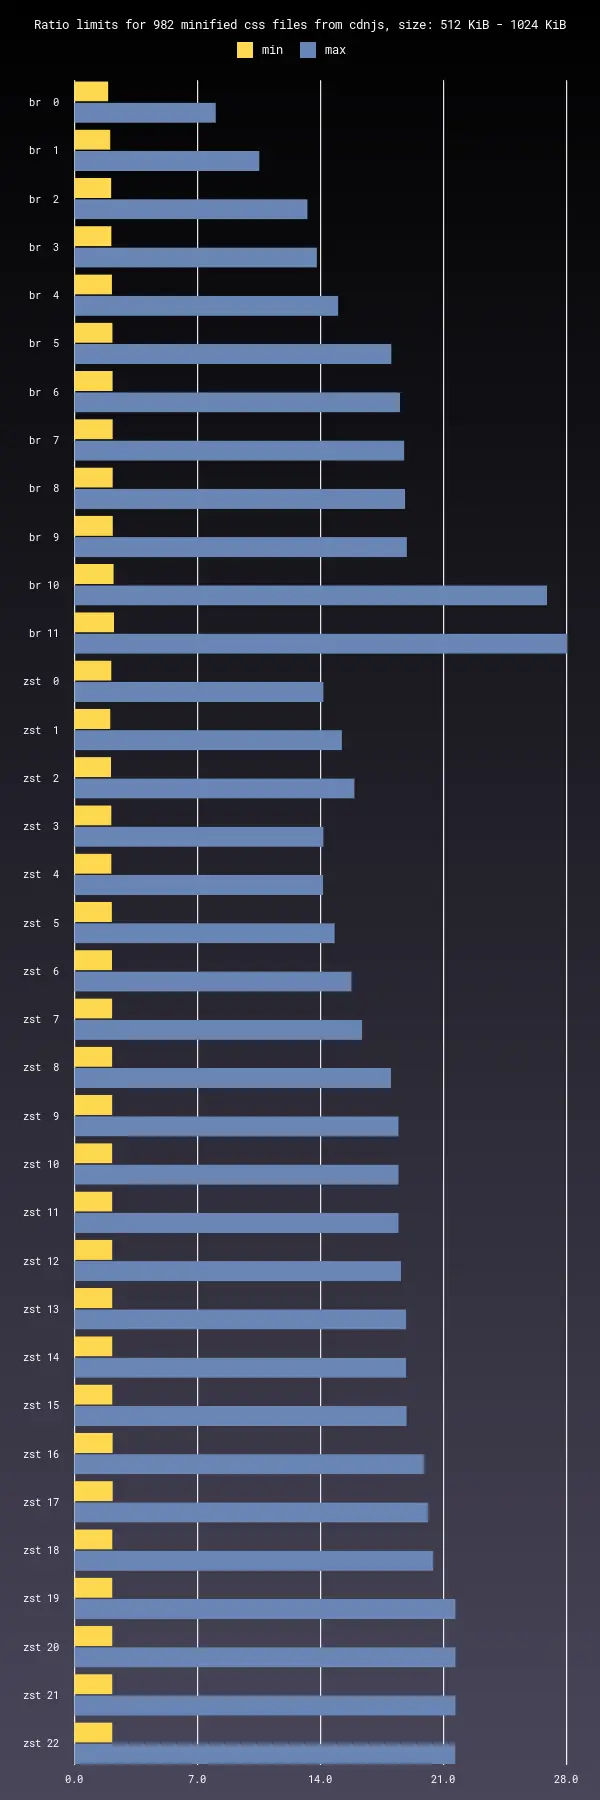 Ratio limits for 982 minified css files from cdnjs, size: 512 KiB - 1024 KiB
min max
br 0
br 1
br 2
br 3
br 4
br 5
br 6
br 7
br 8
br 9
br 10
br 11
zst 0
zst 1
zst 2
zst 3
zst 4
zst 5
zst 6
zst 7
zst 8
zst 9
zst 10
zst 11
zst 12
zst 13
zst 14
zst 15
zst 16
zst 17
zst 18
zst 19
zst 20
zst 21
zst 22
0.0 7.0 14.0 21.0 28.0